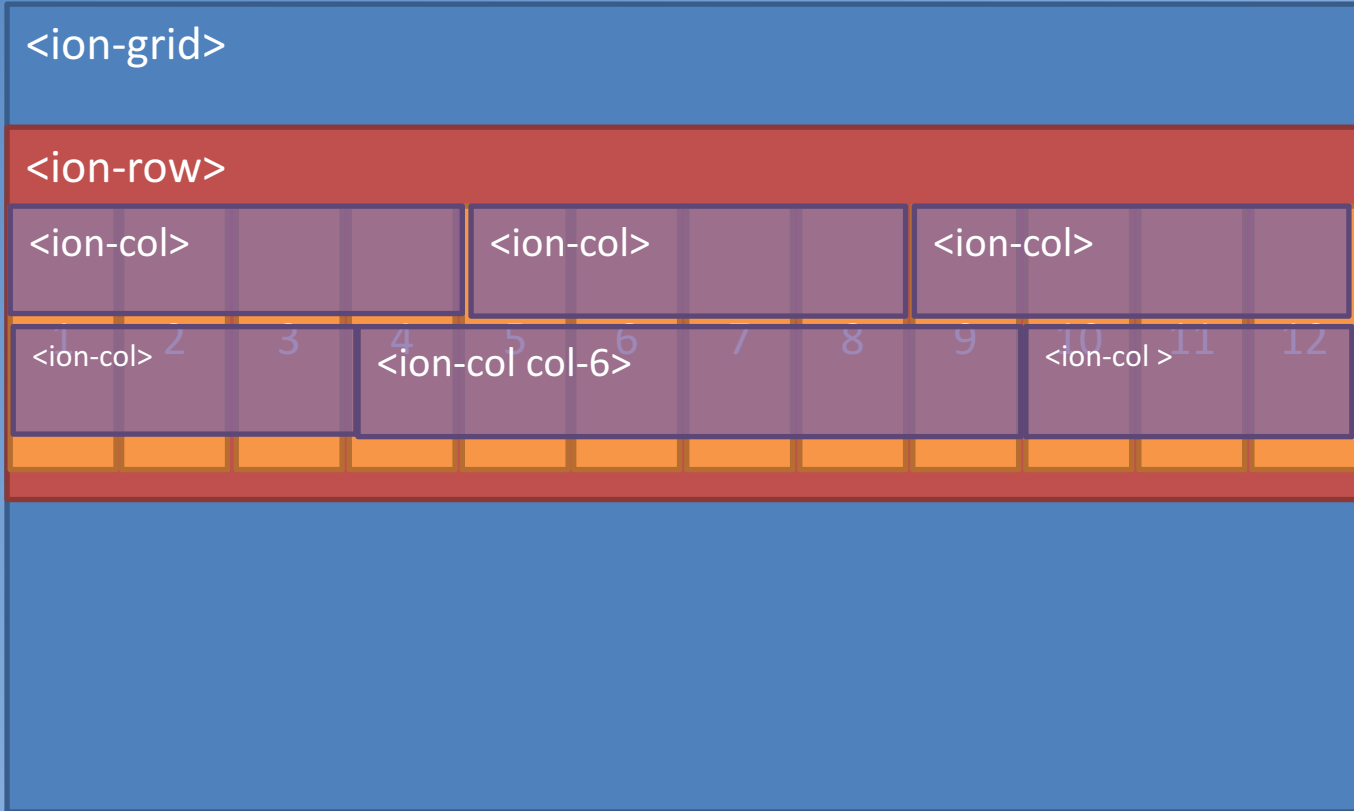 <ion-grid>
<ion-row>
<ion-col> <ion-col> <ion-col>
1 2 3 4 5 6 7 8 9 10 11 12
<ion-col> <ion-col col-6> <ion-col >